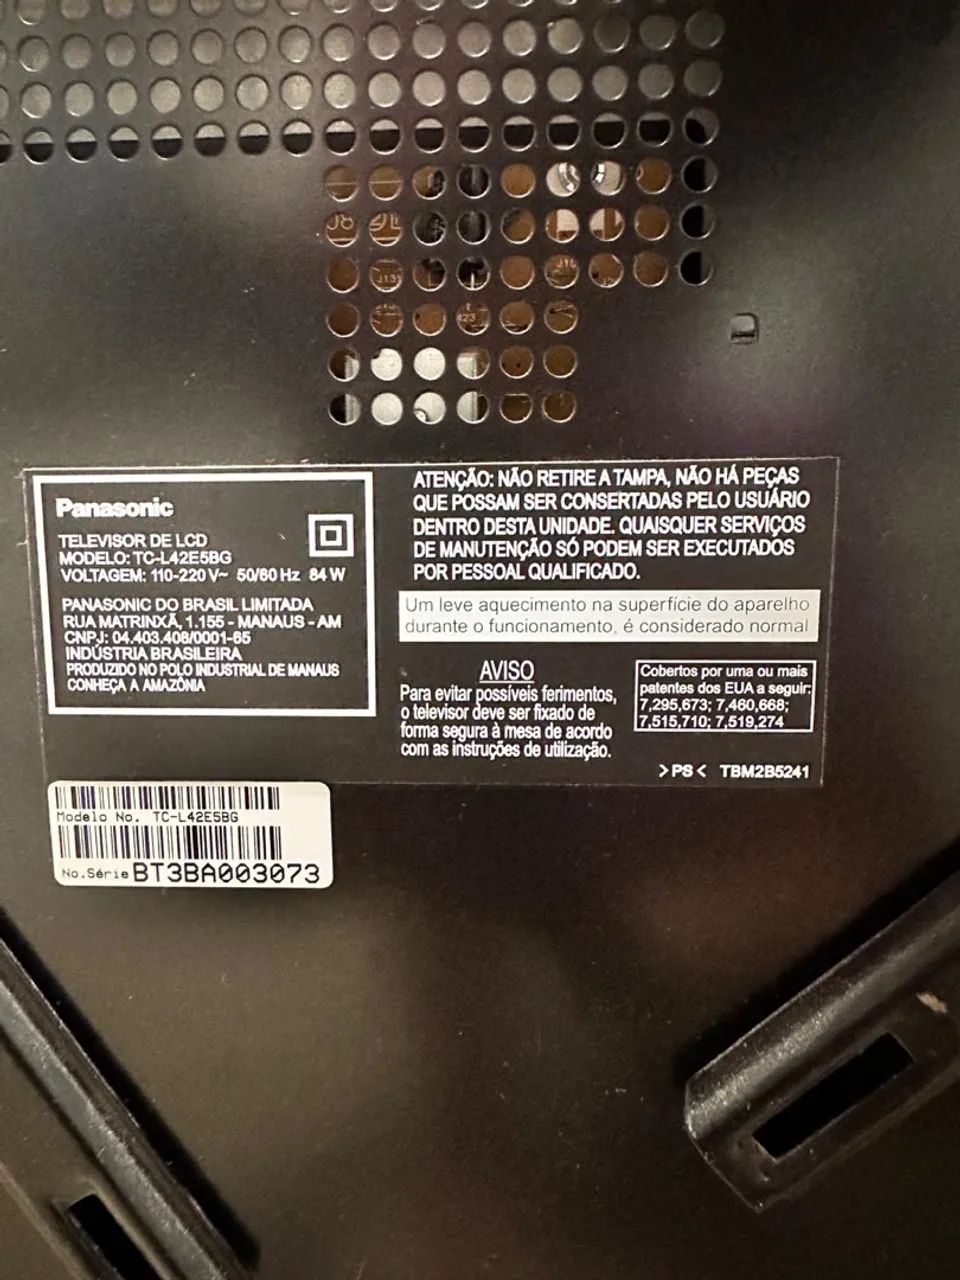 Panasonic
TELEVISOR DE LCD
MODELO: TC-L42E5BG
VOLTAGEM: 110-220 V~ 50/60 Hz 84 W
PANASONIC DO BRASIL LIMITADA
RUA MATRINXÃ, 1.155 - MANAUS - AM
CNPJ: 04.403.408/0001-65
INDÚSTRIA BRASILEIRA
PRODUZIDO NO POLO INDUSTRIAL DE MANAUS
CONHEÇA A AMAZÔNIA
ATENÇÃO: NÃO RETIRE A TAMPA, NÃO HÁ PEÇAS
QUE POSSAM SER CONSERTADAS PELO USUÁRIO
DENTRO DESTA UNIDADE. QUAISQUER SERVIÇOS
DE MANUTENÇÃO SÓ PODEM SER EXECUTADOS
POR PESSOAL QUALIFICADO.
Um leve aquecimento na superfície do aparelho
durante o funcionamento, é considerado normal
AVISO
Para evitar possíveis ferimentos,
o televisor deve ser fixado de
forma segura à mesa de acordo
com as instruções de utilização.
Cobertos por uma ou mais
patentes dos EUA a seguir:
7,295,673; 7,460,668;
7,515,710; 7,519,274
>PS< TBM2B5241
Modelo No. TC-L42E5BG
No.Série BT3BA003073